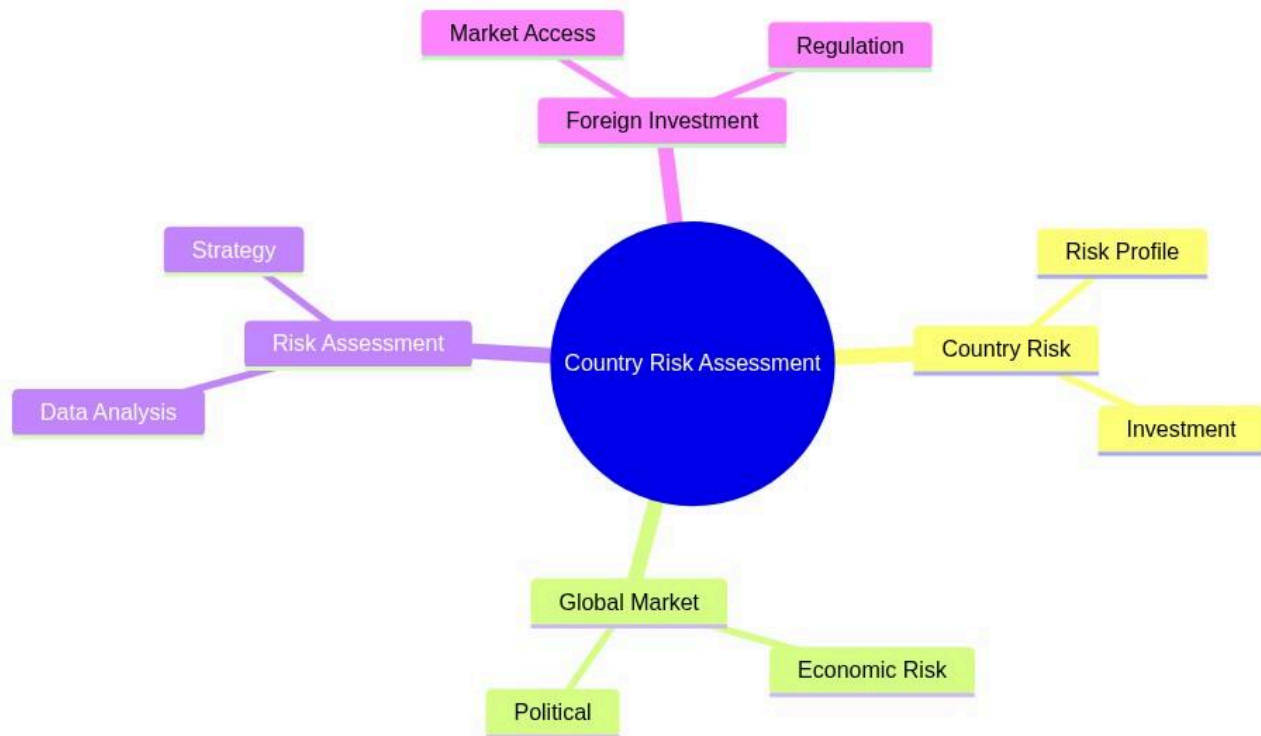 Market Access
Regulation
Foreign Investment
Strategy
Risk Profile
Risk Assessment
Country Risk Assessment
Country Risk
Data Analysis
Investment
Global Market
Economic Risk
Political